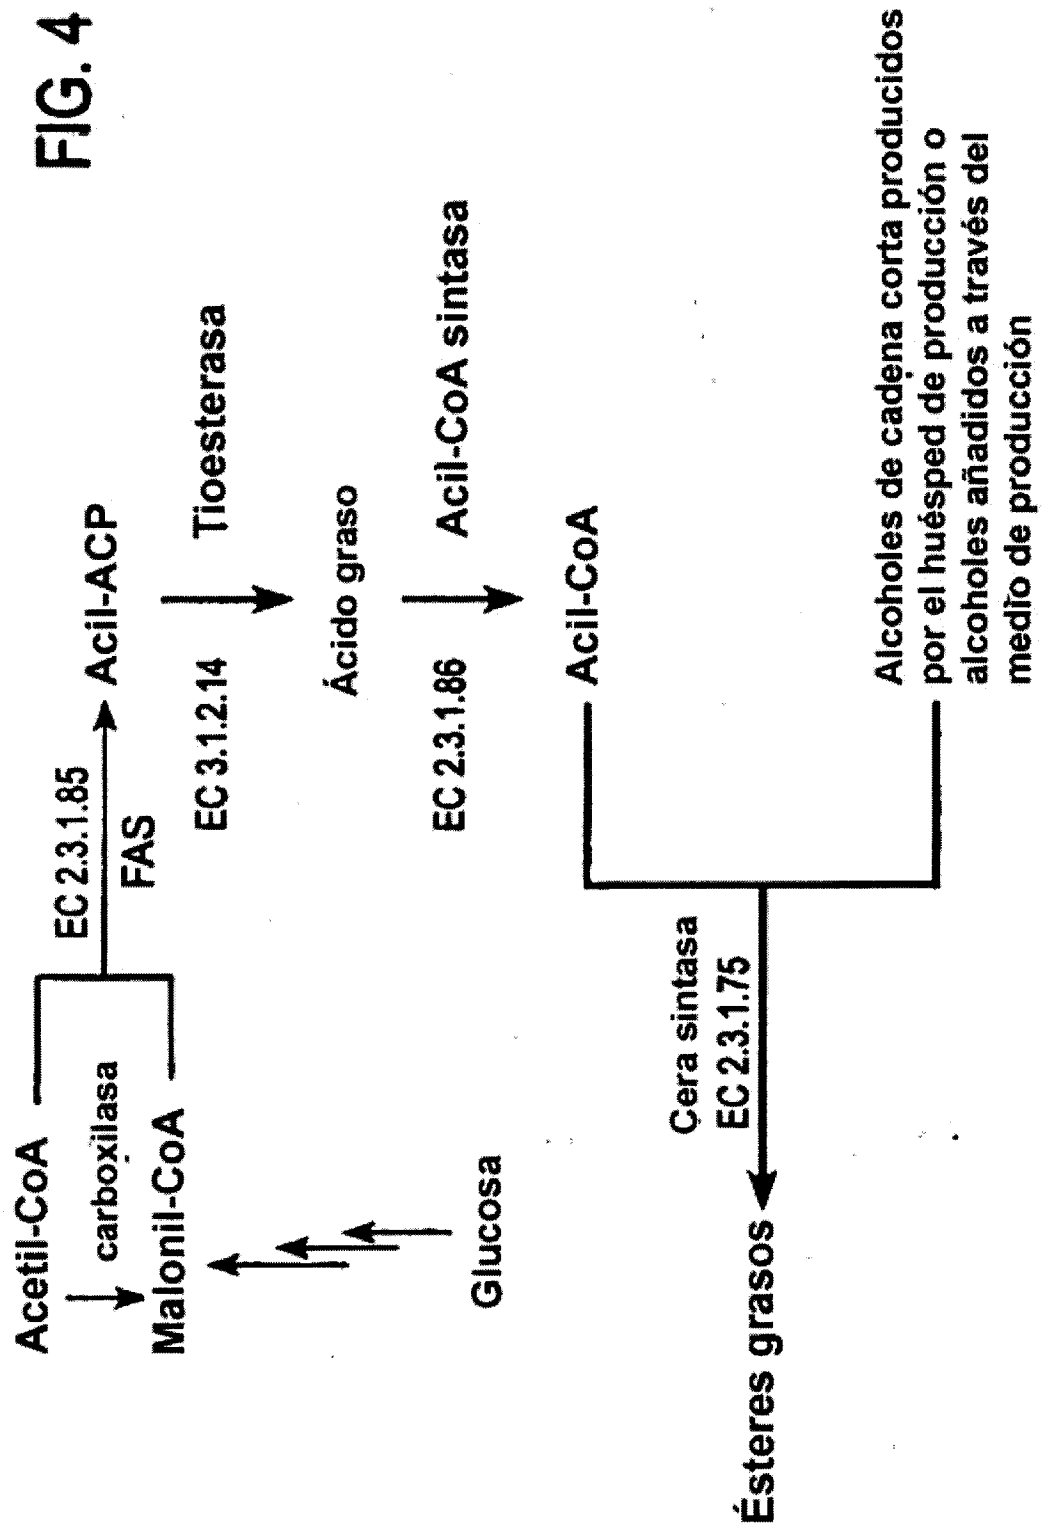 FIG. 4
Acetil-CoA
carboxilasa
Malonil-CoA
Glucosa
EC 2.3.1.85
FAS
Acil-ACP
EC 3.1.2.14
Tioesterasa
Ácido graso
EC 2.3.1.86
Acil-CoA sintasa
Acil-CoA
Alcoholes de cadena corta producidos
por el huésped de producción o
alcoholes añadidos a través del
medio de producción
Cera sintasa
EC 2.3.1.75
Ésteres grasos